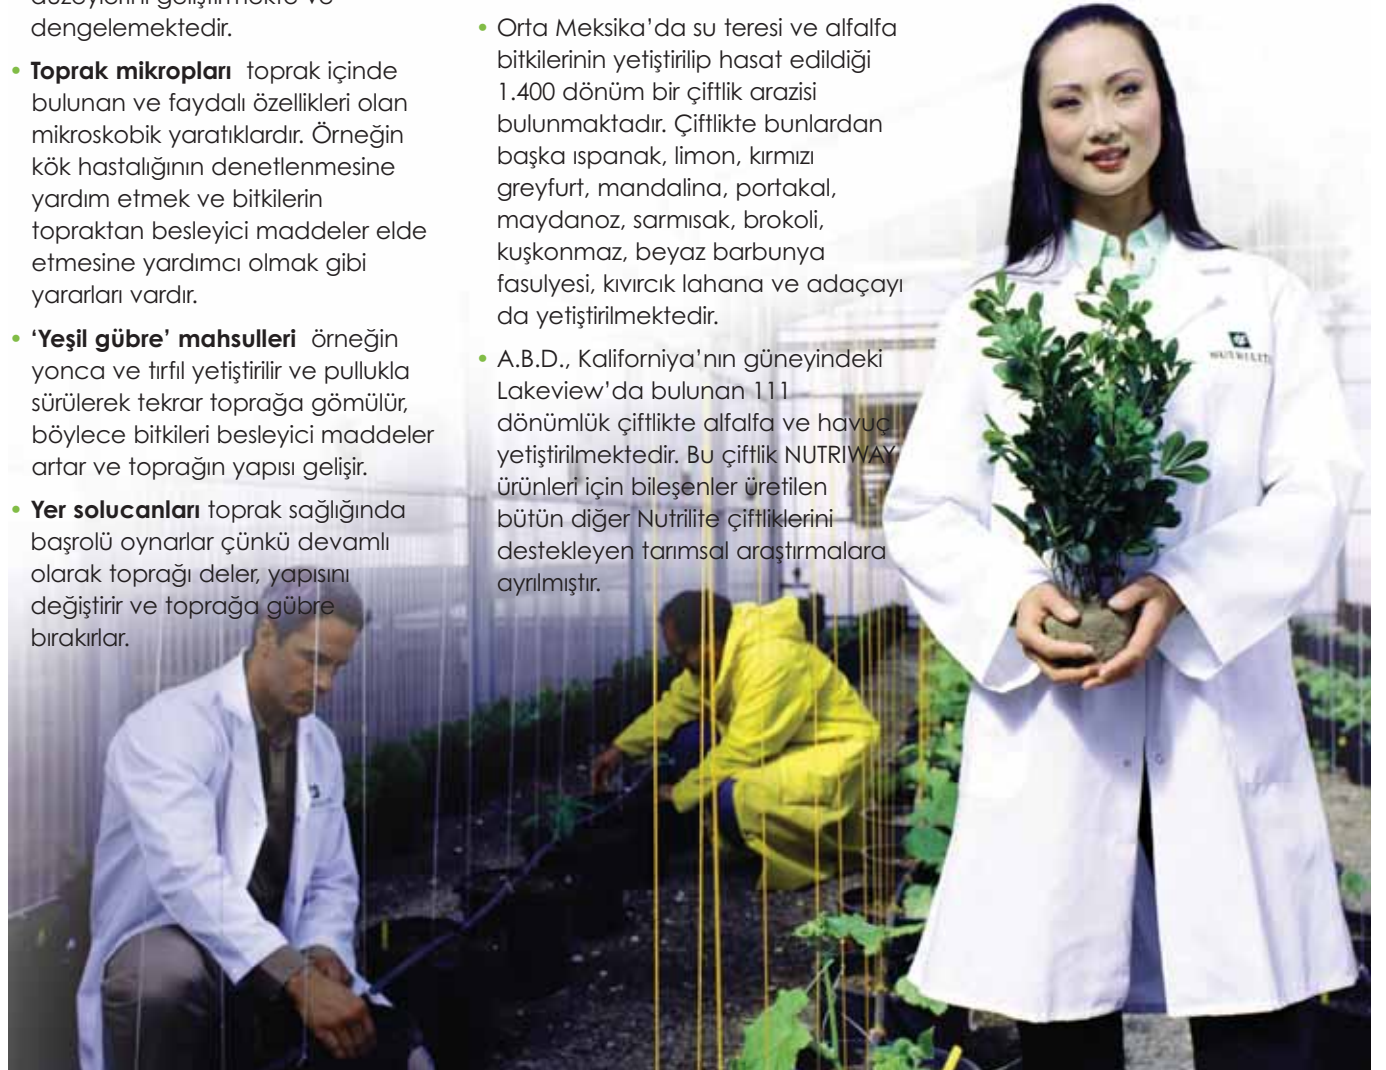 dengelemektedir.
• Toprak mikropları toprak içinde
bulunan ve faydalı özellikleri olan
mikroskobik yaratıklardır. Örneğin
kök hastalığının denetlenmesine
yardım etmek ve bitkilerin
topraktan besleyici maddeler elde
etmesine yardımcı olmak gibi
yararları vardır.
• ‘Yeşil gübre’ mahsulleri örneğin
yonca ve tırfıl yetiştirilir ve pullukla
sürülerek tekrar toprağa gömülür,
böylece bitkileri besleyici maddeler
artar ve toprağın yapısı gelişir.
• Yer solucanları toprak sağlığında
başrolü oynarlar çünkü devamlı
olarak toprağı deler, yapısını
değiştirir ve toprağa gübre
bırakırlar.
• Orta Meksika’da su teresi ve alfalfa
bitkilerinin yetiştirilip hasat edildiği
1.400 dönüm bir çiftlik arazisi
bulunmaktadır. Çiftlikte bunlardan
başka ıspanak, limon, kırmızı
greyfurt, mandalina, portakal,
maydanoz, sarmısak, brokoli,
kuşkonmaz, beyaz barbunya
fasulyesi, kıvırcık lahana ve adaçayı
da yetiştirilmektedir.
• A.B.D., Kaliforniya’nın güneyindeki
Lakeview’da bulunan 111
dönümlük çiftlikte alfalfa ve havuç
yetiştirilmektedir. Bu çiftlik NUTRIWAY
ürünleri için bileşenler üretilen
bütün diğer Nutrilite çiftliklerini
destekleyen tarımsal araştırmalara
ayrılmıştır.
NUTRILITE